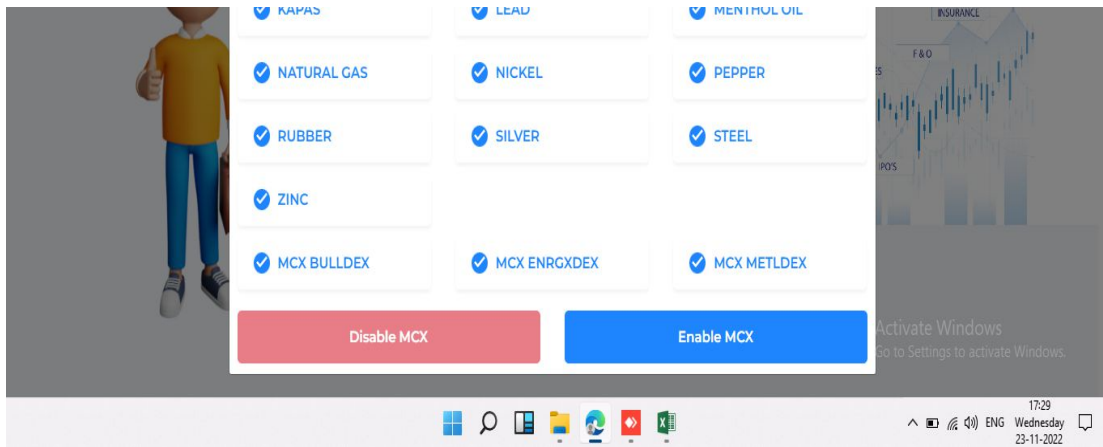 KAPAS LEAD MENTHOL OIL
INSURANCE
F & O
NATURAL GAS NICKEL PEPPER
RUBBER SILVER STEEL
IPO'S
ZINC
MCX BULLDEX MCX ENRGXDEX MCX METLDEX
Disable MCX Enable MCX
Activate Windows
Go to Settings to activate Windows.
17:29
ENG Wednesday
23-11-2022